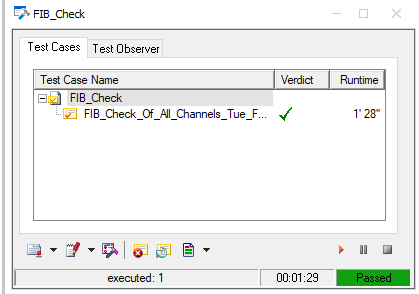 FIB_Check
Test Cases Test Observer
Test Case Name Verdict Runtime
FIB_Check
FIB_Check_Of_All_Channels_Tue_F... 1' 28"
executed: 1 00:01:29 Passed